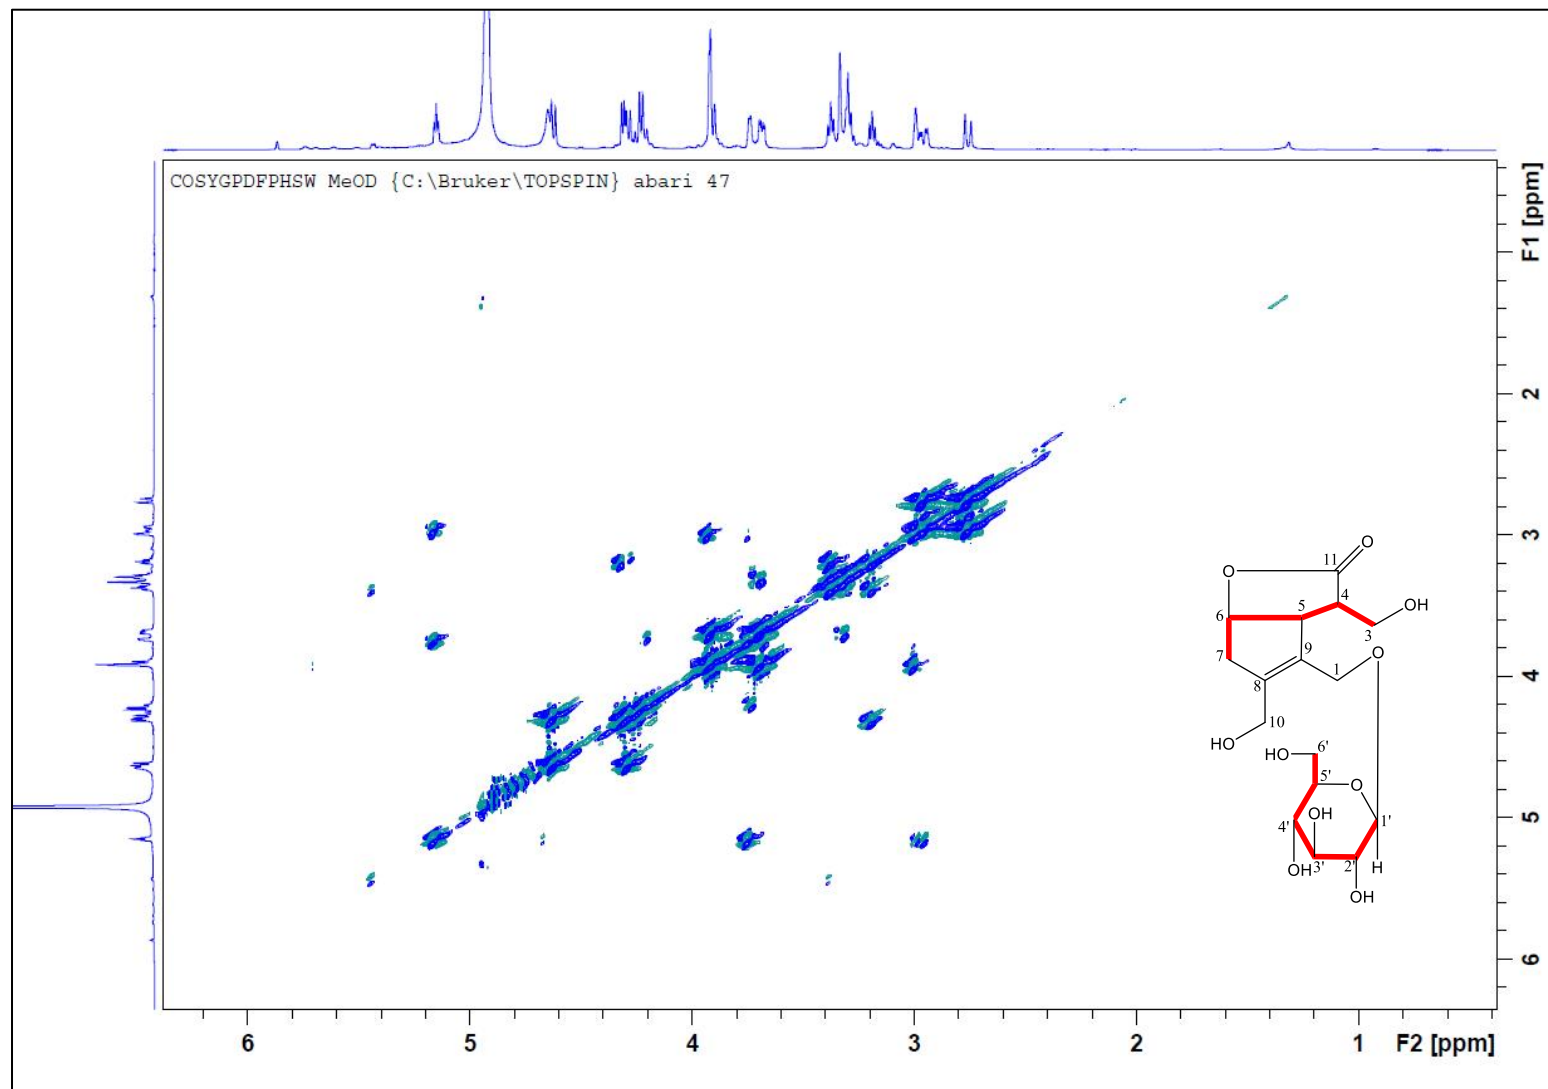 COSYGPDFPHSW MeOD {C:\Bruker\TOPSPIN} abari 47
F1 [ppm]
2
3
4
5
6
O
11
O
4
5
OH
6
3
9
O
7
1
8
10
HO
6'
HO
5'
O
OH
4'
1'
OH
3'
2'
H
OH
6
5
4
3
2
1
F2 [ppm]